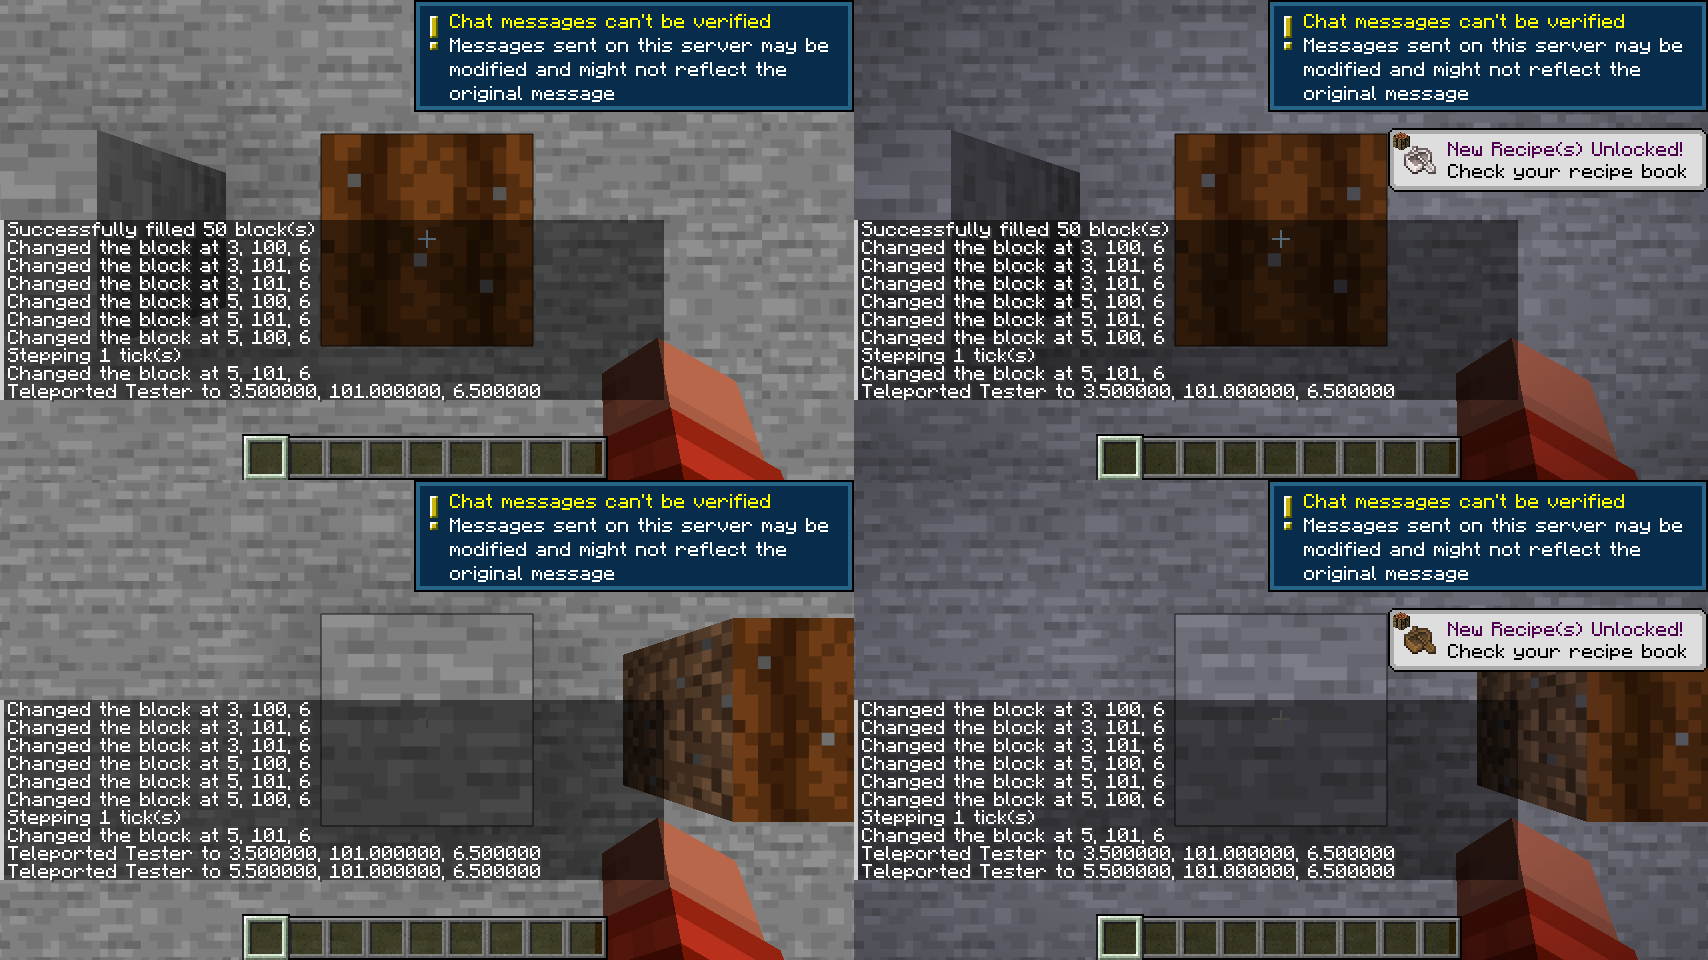 Chat messages can't be verified
Messages sent on this server may be
modified and might not reflect the
original message
Successfully filled 50 block(s)
Changed the block at 3, 100, 6
Changed the block at 3, 101, 6
Changed the block at 3, 101, 6
Changed the block at 5, 100, 6
Changed the block at 5, 101, 6
Changed the block at 5, 100, 6
Stepping 1 tick(s)
Changed the block at 5, 101, 6
Teleported Tester to 3.500000, 101.000000, 6.500000
Chat messages can't be verified
Messages sent on this server may be
modified and might not reflect the
original message
New Recipe(s) Unlocked!
Check your recipe book
Successfully filled 50 block(s)
Changed the block at 3, 100, 6
Changed the block at 3, 101, 6
Changed the block at 3, 101, 6
Changed the block at 5, 100, 6
Changed the block at 5, 101, 6
Changed the block at 5, 100, 6
Stepping 1 tick(s)
Changed the block at 5, 101, 6
Teleported Tester to 3.500000, 101.000000, 6.500000
Chat messages can't be verified
Messages sent on this server may be
modified and might not reflect the
original message
Changed the block at 3, 100, 6
Changed the block at 3, 101, 6
Changed the block at 3, 101, 6
Changed the block at 5, 100, 6
Changed the block at 5, 101, 6
Changed the block at 5, 100, 6
Stepping 1 tick(s)
Changed the block at 5, 101, 6
Teleported Tester to 3.500000, 101.000000, 6.500000
Teleported Tester to 5.500000, 101.000000, 6.500000
Chat messages can't be verified
Messages sent on this server may be
modified and might not reflect the
original message
New Recipe(s) Unlocked!
Check your recipe book
Changed the block at 3, 100, 6
Changed the block at 3, 101, 6
Changed the block at 3, 101, 6
Changed the block at 5, 100, 6
Changed the block at 5, 101, 6
Changed the block at 5, 100, 6
Stepping 1 tick(s)
Changed the block at 5, 101, 6
Teleported Tester to 3.500000, 101.000000, 6.500000
Teleported Tester to 5.500000, 101.000000, 6.500000